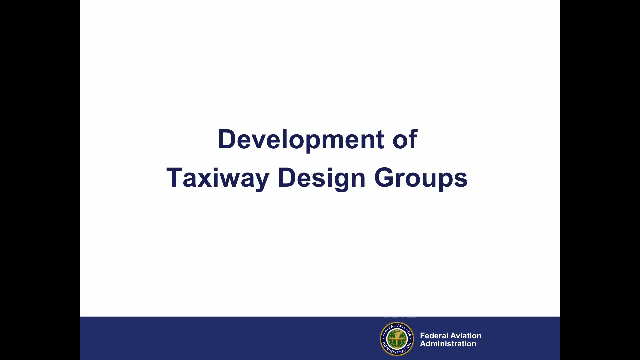 Development of
Taxiway Design Groups
Federal Aviation
Administration